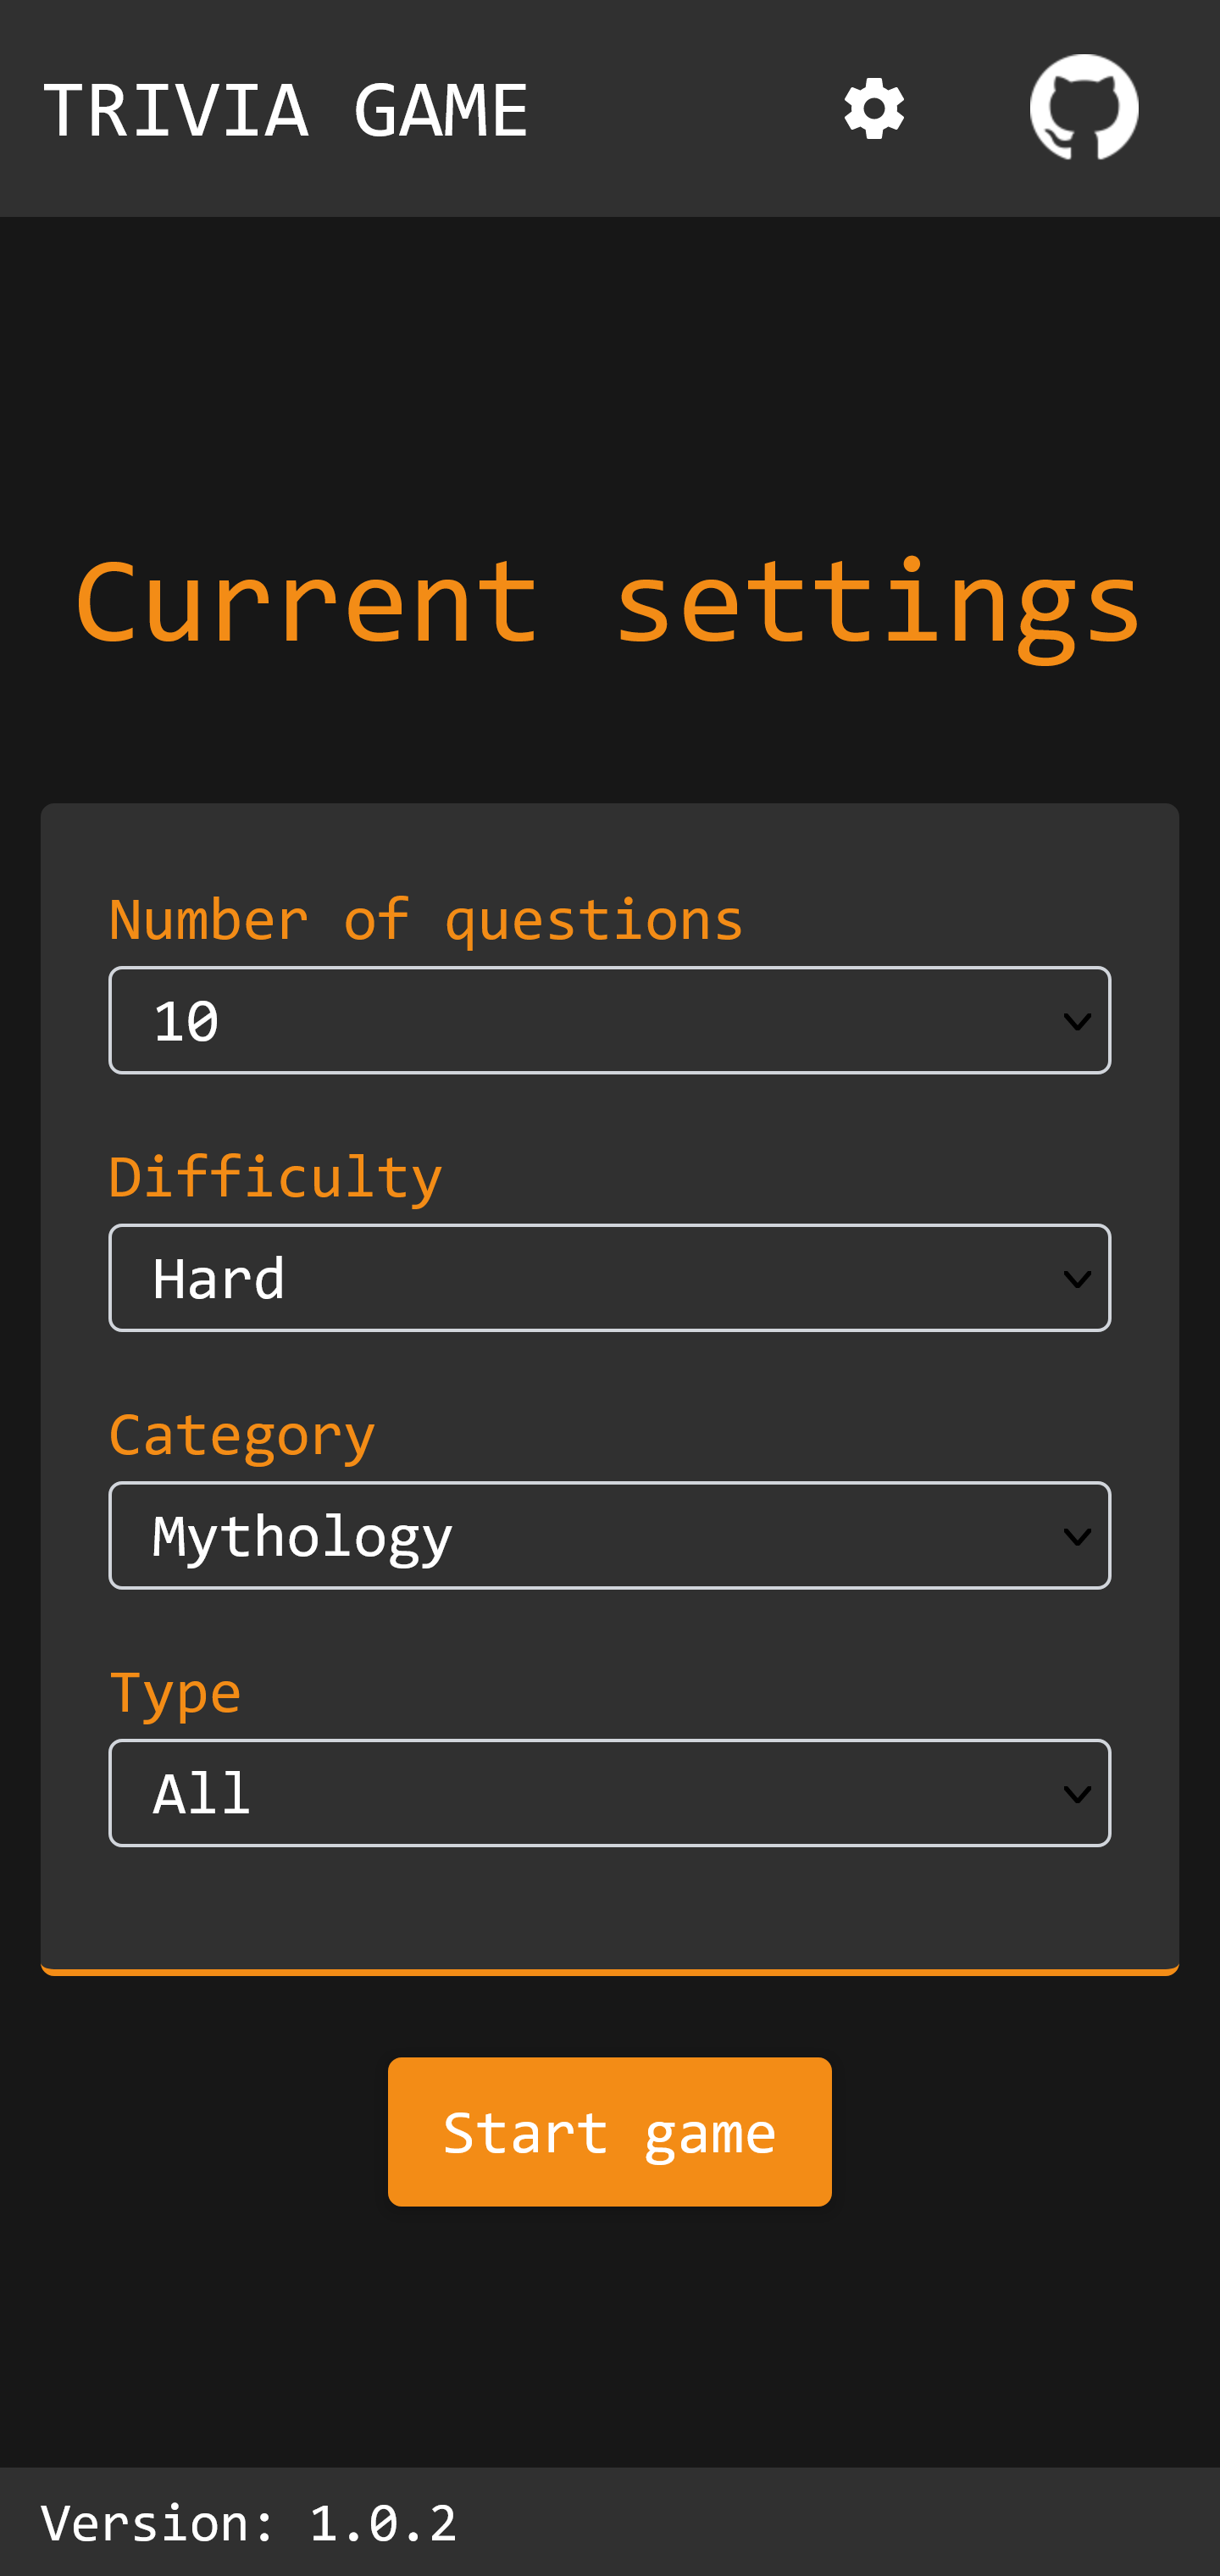 TRIVIA GAME
Current settings
Number of questions
10
Difficulty
Hard
Category
Mythology
Type
All
Start game
Version: 1.0.2